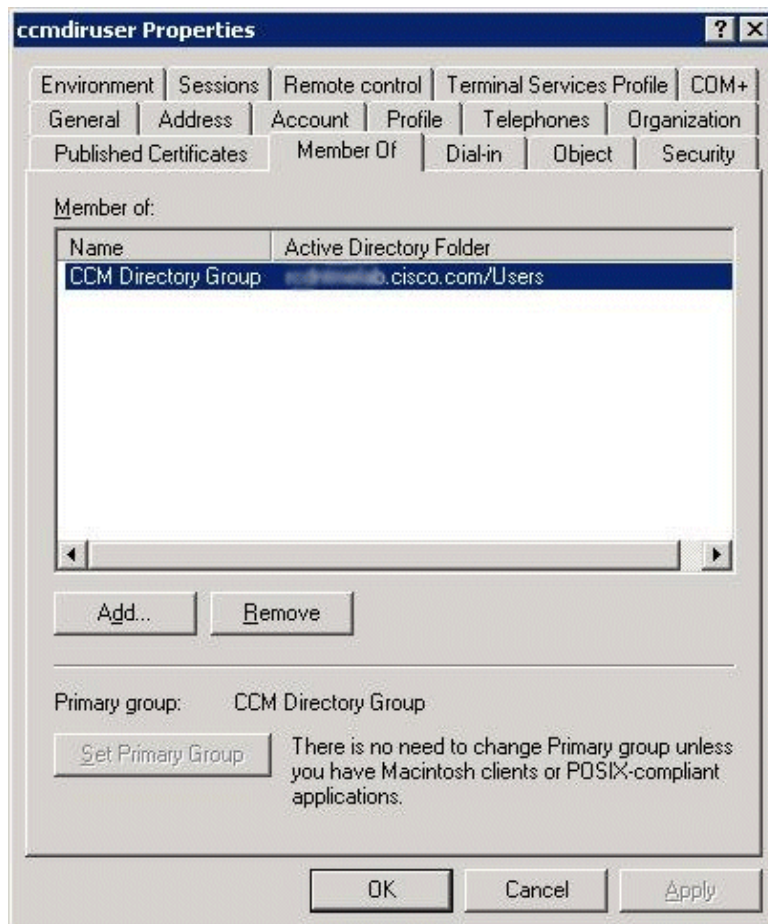 ccmdiruser Properties
Environment Sessions Remote control Terminal Services Profile COM+
General Address Account Profile Telephones Organization
Published Certificates Member Of Dial-in Object Security
Member of:
Name Active Directory Folder
CCM Directory Group .cisco.com/Users
Add... Remove
Primary group: CCM Directory Group
Set Primary Group
There is no need to change Primary group unless
you have Macintosh clients or POSIX-compliant
applications.
OK Cancel Apply